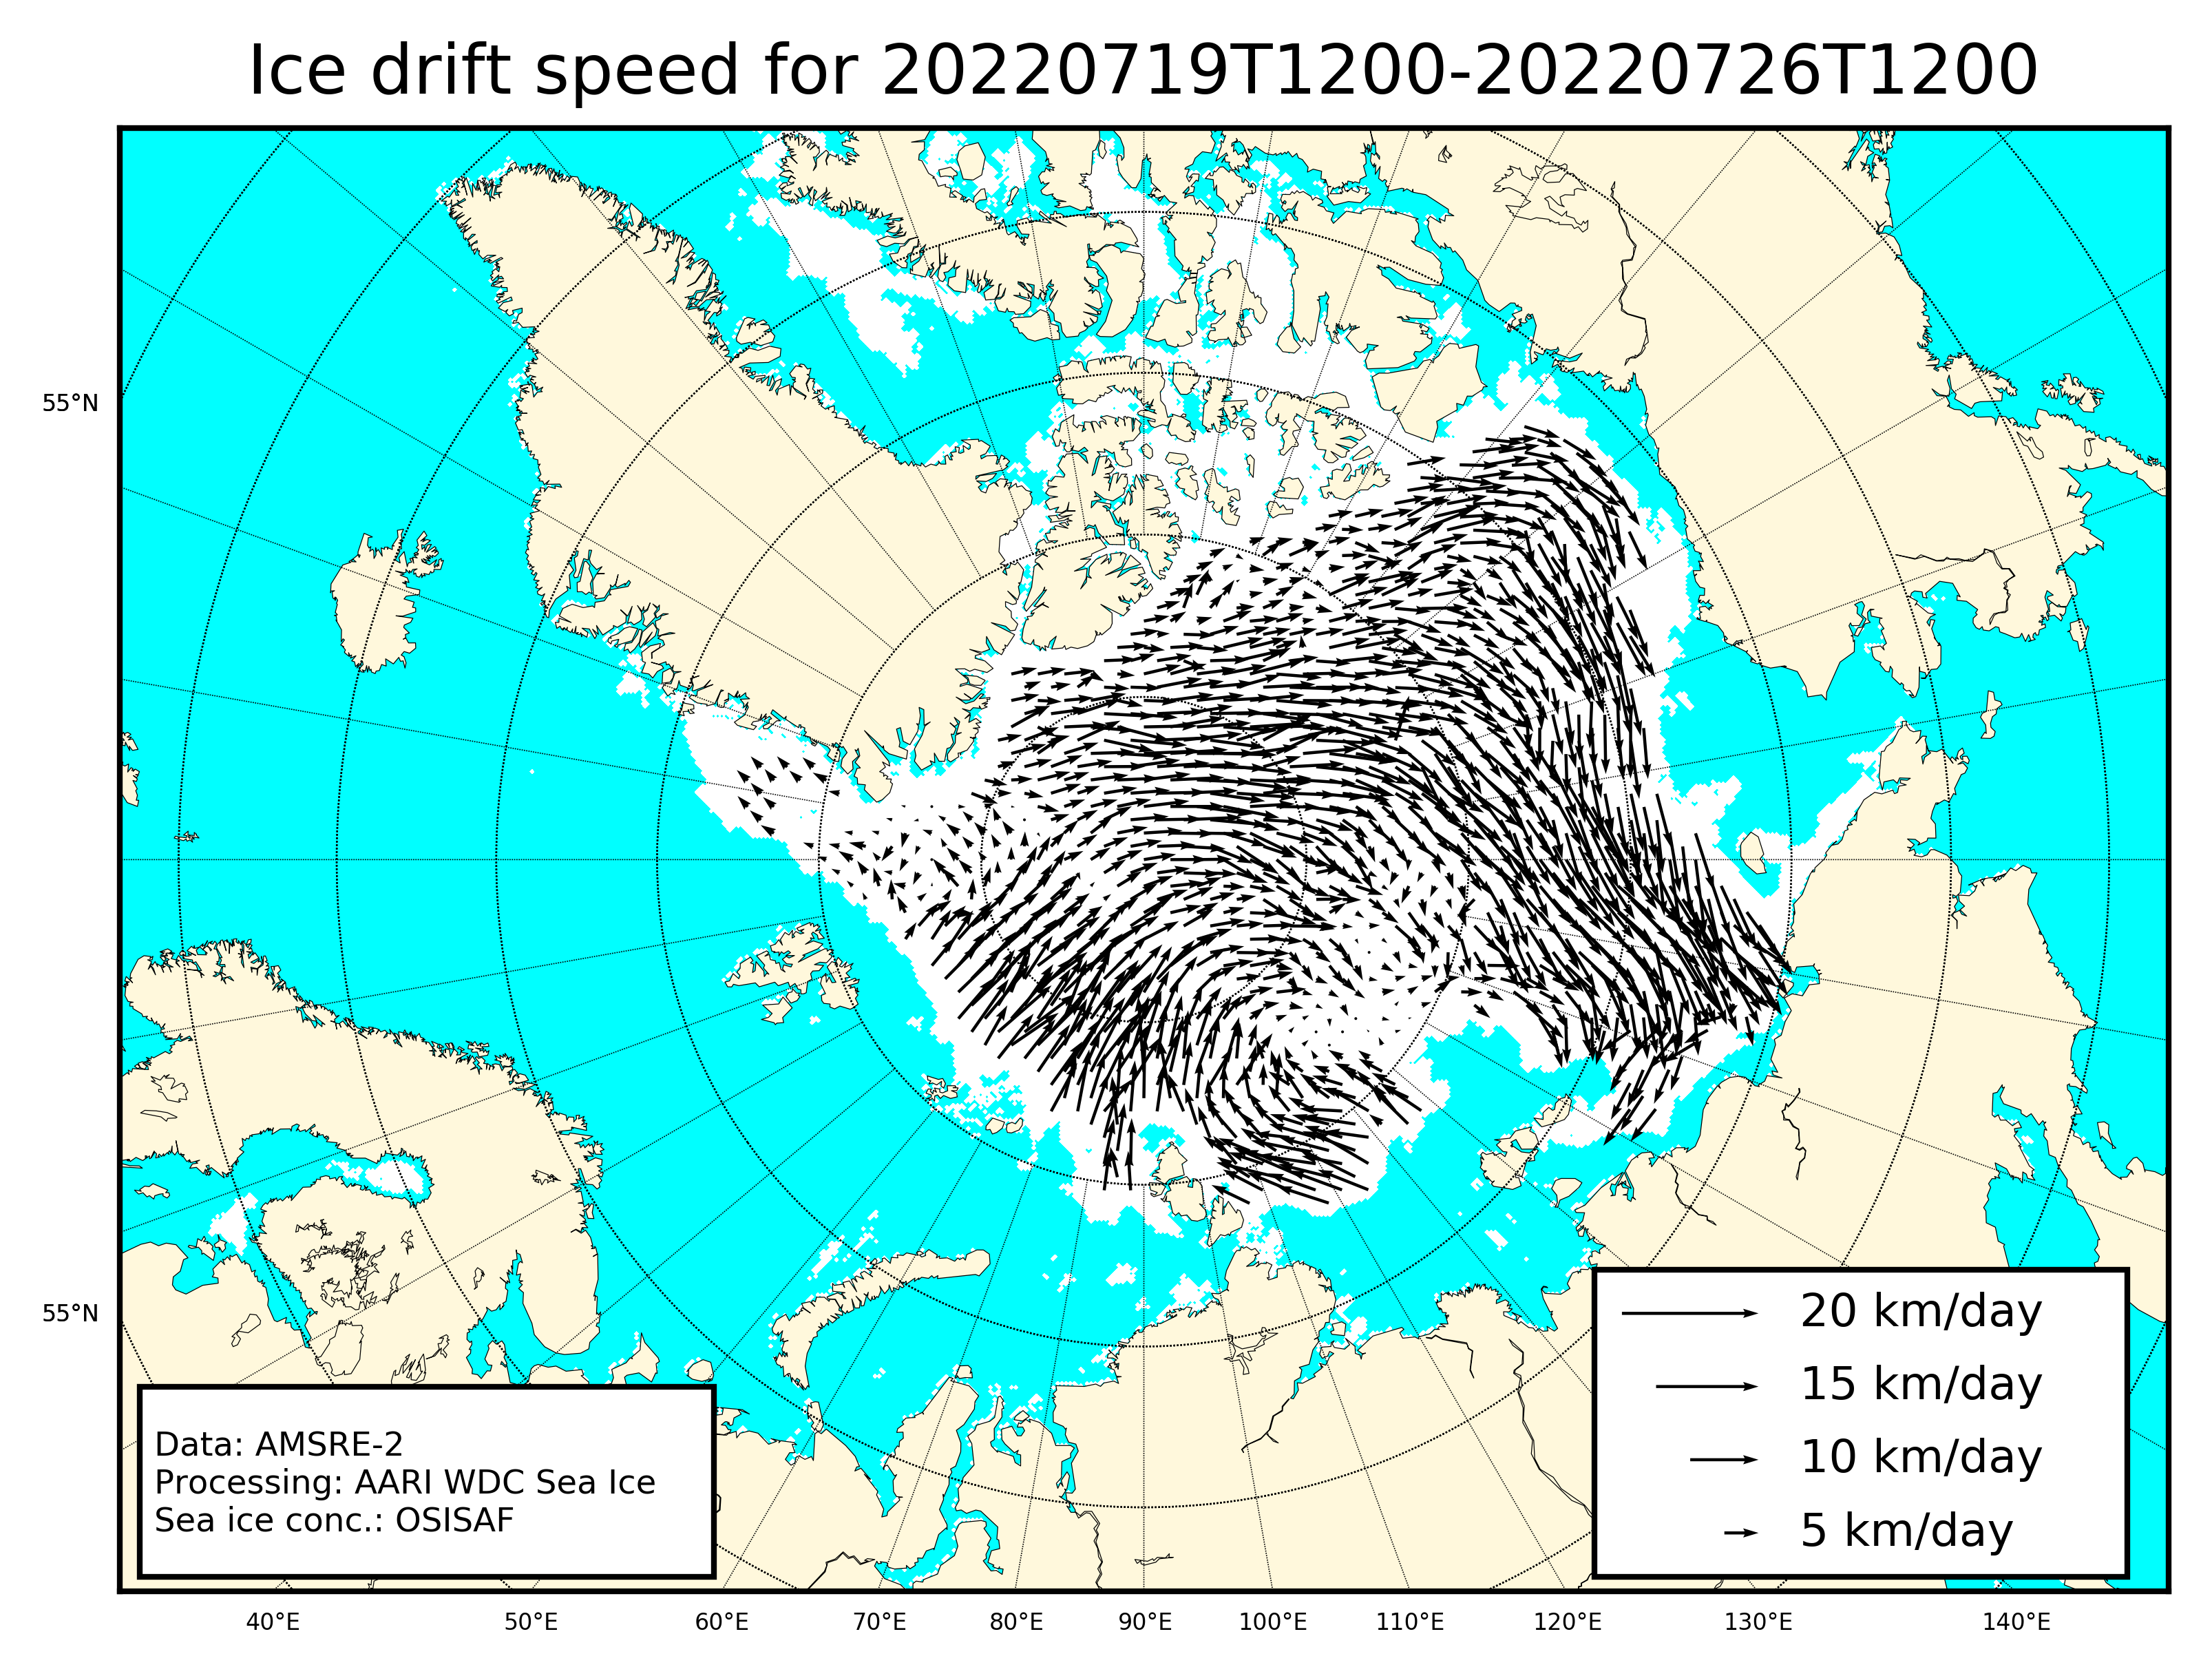 Ice drift speed for 20220719T1200-20220726T1200
55°N
55°N
20 km/day
15 km/day
10 km/day
5 km/day
Data: AMSRE-2
Processing: AARI WDC Sea Ice
Sea ice conc.: OSISAF
40°E 50°E 60°E 70°E 80°E 90°E 100°E 110°E 120°E 130°E 140°E